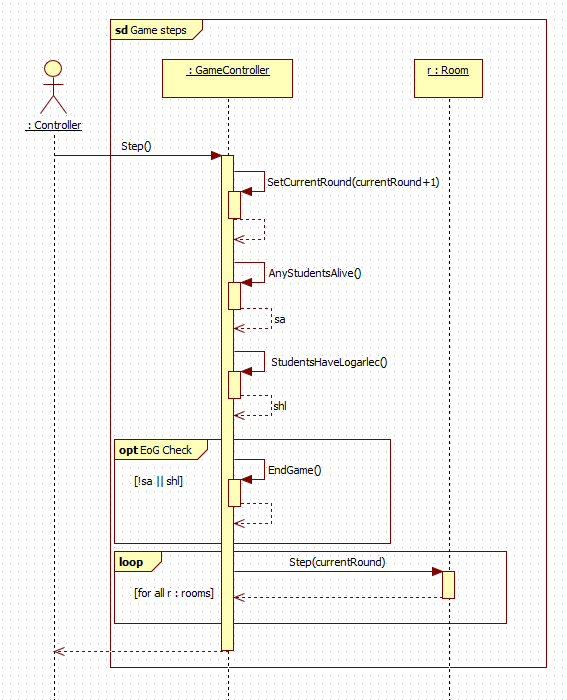 sd Game steps
: GameController
r : Room
: Controller
Step()
SetCurrentRound(currentRound+1)
AnyStudentsAlive()
sa
StudentsHaveLogarlec()
shl
opt EoG Check
EndGame()
[!sa || shl]
loop
Step(currentRound)
[for all r : rooms]